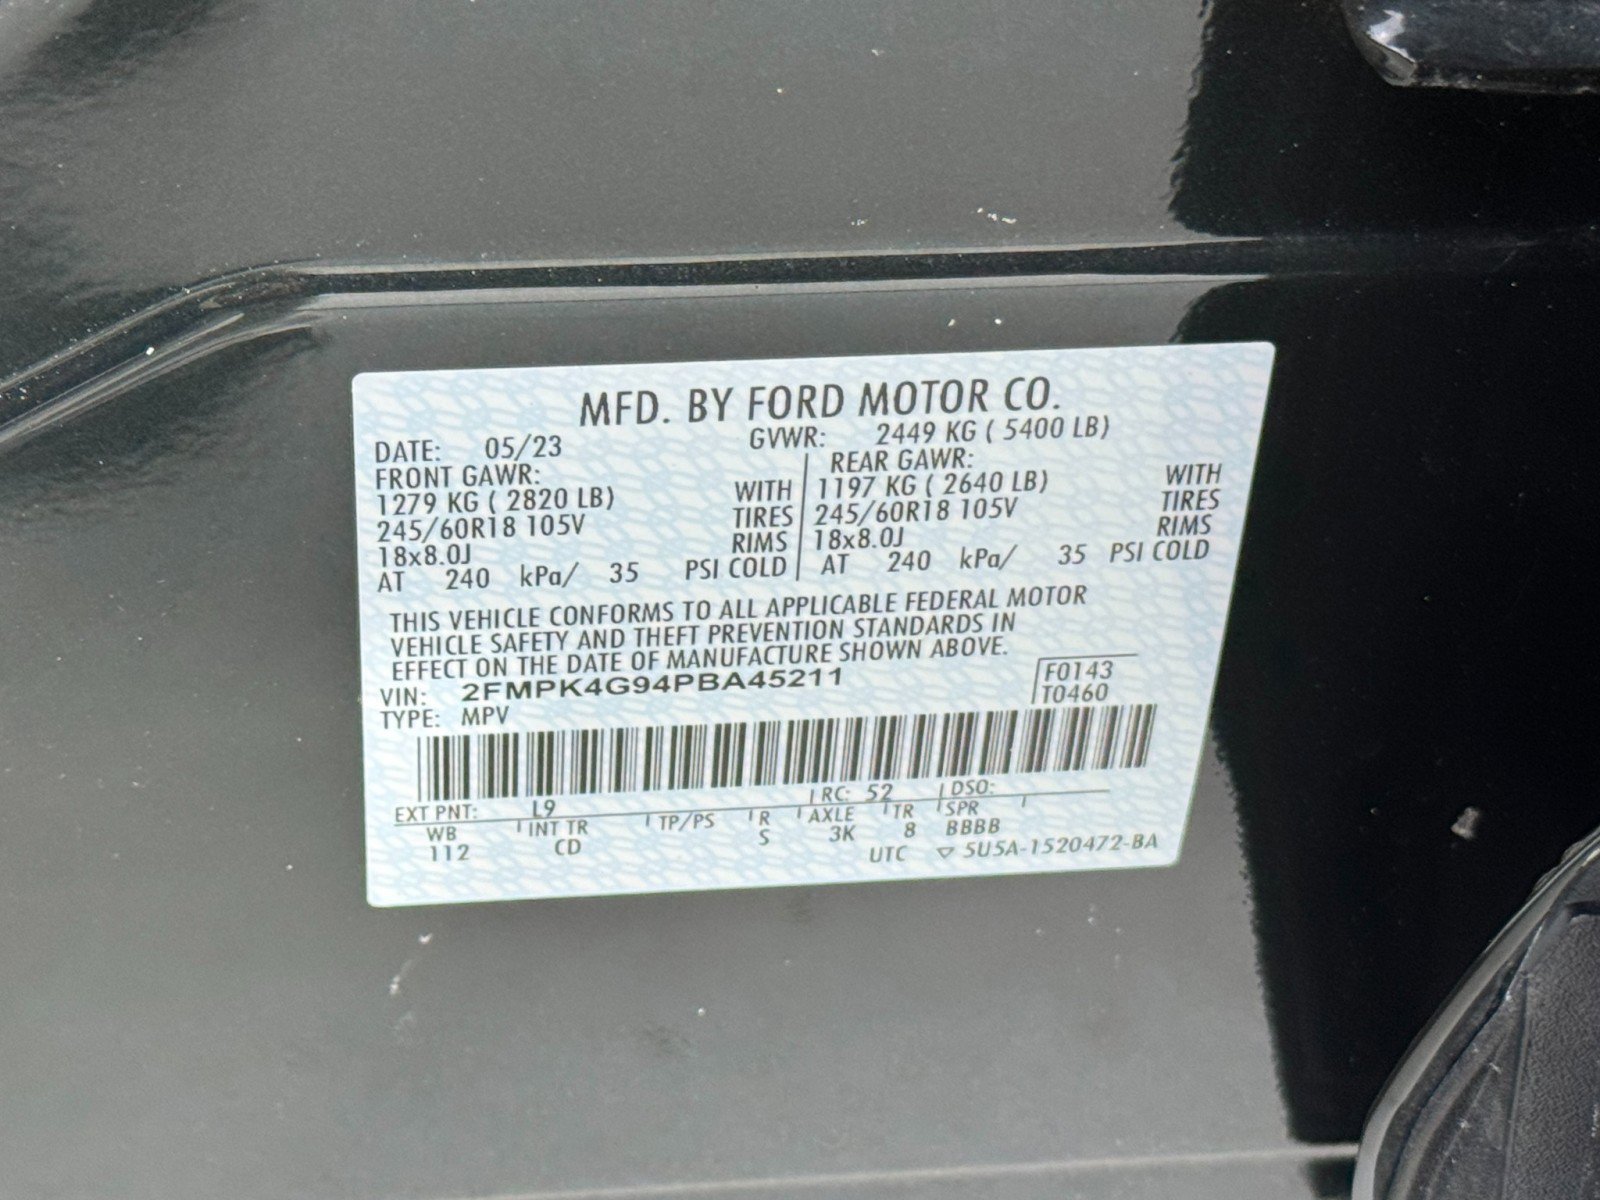 MFD. BY FORD MOTOR CO.
DATE: 05/23 GVWR: 2449 KG ( 5400 LB)
FRONT GAWR: REAR GAWR:
1279 KG ( 2820 LB) WITH 1197 KG ( 2640 LB) WITH
245/60R18 105V TIRES 245/60R18 105V TIRES
18x8.0J RIMS 18x8.0J RIMS
AT 240 kPa/ 35 PSI COLD AT 240 kPa/ 35 PSI COLD
THIS VEHICLE CONFORMS TO ALL APPLICABLE FEDERAL MOTOR
VEHICLE SAFETY AND THEFT PREVENTION STANDARDS IN
EFFECT ON THE DATE OF MANUFACTURE SHOWN ABOVE.
VIN: 2FMPK4G94PBA45211 F0143
TYPE: MPV T0460
EXT PNT: L9 RC: 52 DSO:
WB INT TR TP/PS R AXLE TR SPR
112 CD S 3K 8 BBBB
UTC ▽ 5U5A-1520472-BA